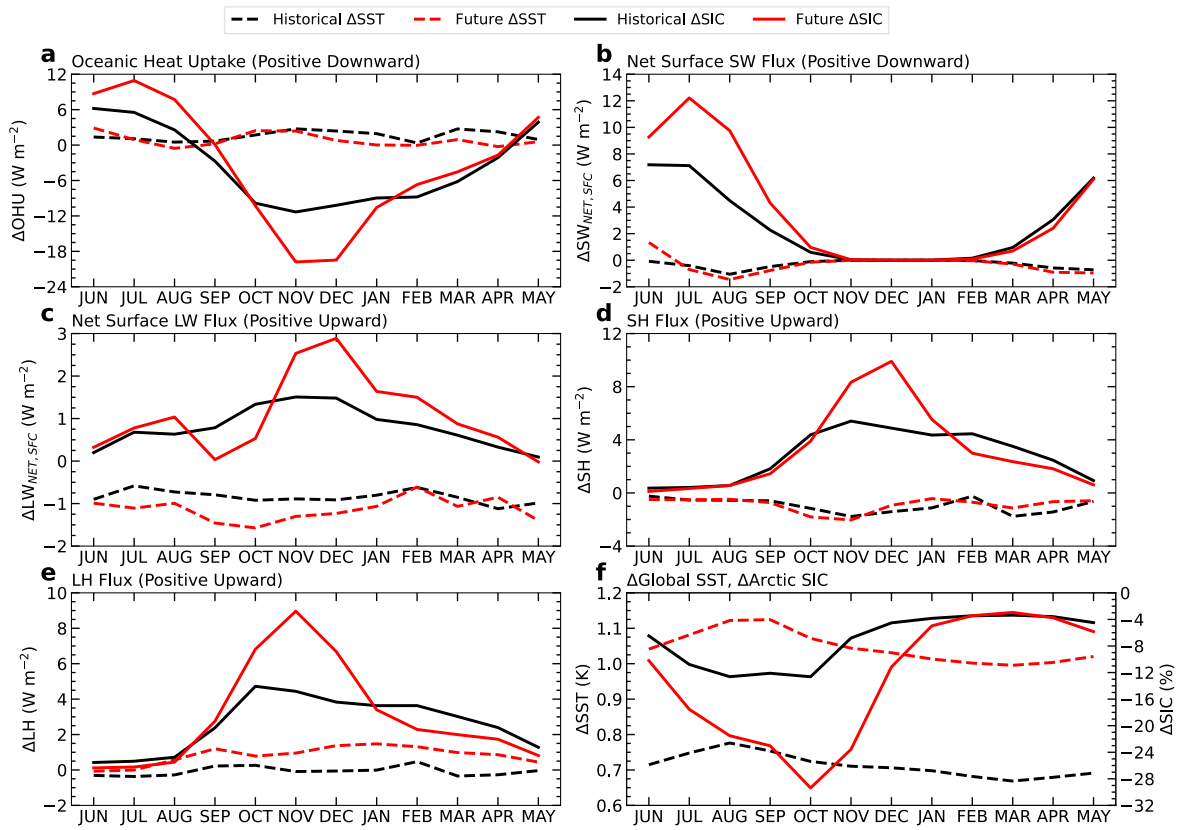 Historical ΔSST Future ΔSST Historical ΔSIC Future ΔSIC
a Oceanic Heat Uptake (Positive Downward)
ΔOHU (W m⁻²)
12
6
0
−6
−12
−18
−24
JUN JUL AUG SEP OCT NOV DEC JAN FEB MAR APR MAY
b Net Surface SW Flux (Positive Downward)
ΔSW_NET,SFC (W m⁻²)
14
12
10
8
6
4
2
0
−2
JUN JUL AUG SEP OCT NOV DEC JAN FEB MAR APR MAY
c Net Surface LW Flux (Positive Upward)
ΔLW_NET,SFC (W m⁻²)
3
2
1
0
−1
−2
JUN JUL AUG SEP OCT NOV DEC JAN FEB MAR APR MAY
d SH Flux (Positive Upward)
ΔSH (W m⁻²)
12
8
4
0
−4
JUN JUL AUG SEP OCT NOV DEC JAN FEB MAR APR MAY
e LH Flux (Positive Upward)
ΔLH (W m⁻²)
10
8
6
4
2
0
−2
JUN JUL AUG SEP OCT NOV DEC JAN FEB MAR APR MAY
f ΔGlobal SST, ΔArctic SIC
ΔSST (K)
1.2
1.1
1.0
0.9
0.8
0.7
0.6
JUN JUL AUG SEP OCT NOV DEC JAN FEB MAR APR MAY
0
−4
−8
−12
−16
−20
−24
−28
−32
ΔSIC (%)